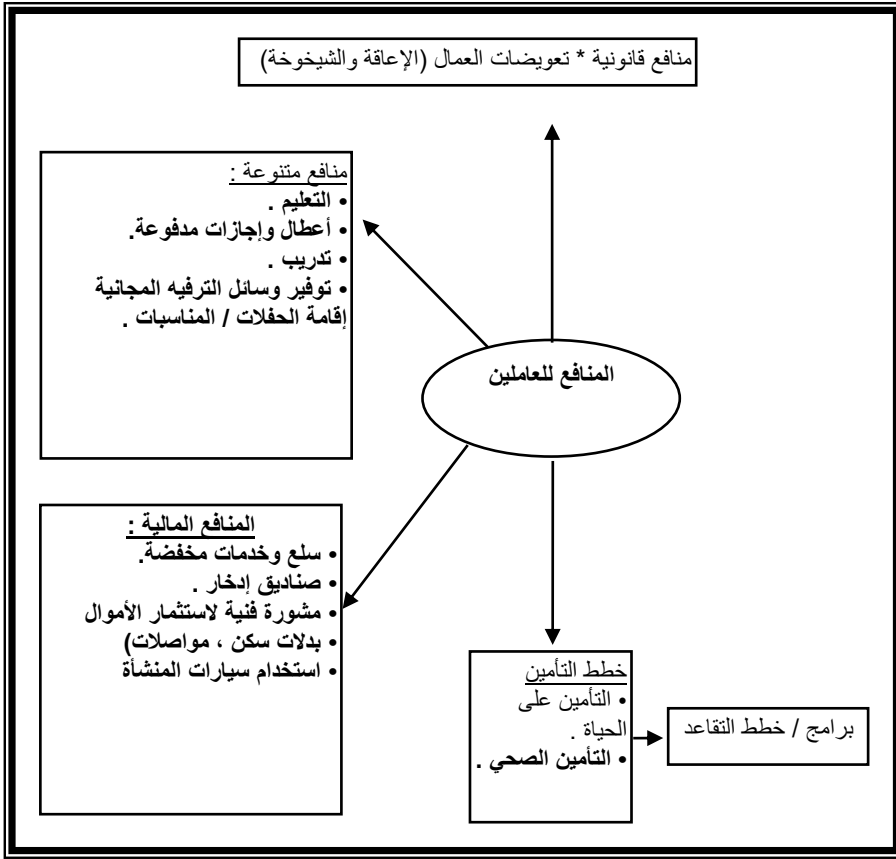 منافع قانونية * تعويضات العمال (الإعاقة والشيخوخة)
منافع متنوعة :
• التعليم .
• أعطال وإجازات مدفوعة.
• تدريب .
• توفير وسائل الترفيه المجانية
إقامة الحفلات / المناسبات .
المنافع للعاملين
المنافع المالية :
• سلع وخدمات مخفضة.
• صناديق إدخار .
• مشورة فنية لاستثمار الأموال
• بدلات سكن ، مواصلات)
• استخدام سيارات المنشأة
خطط التأمين
• التأمين على
الحياة .
• التأمين الصحي .
برامج / خطط التقاعد